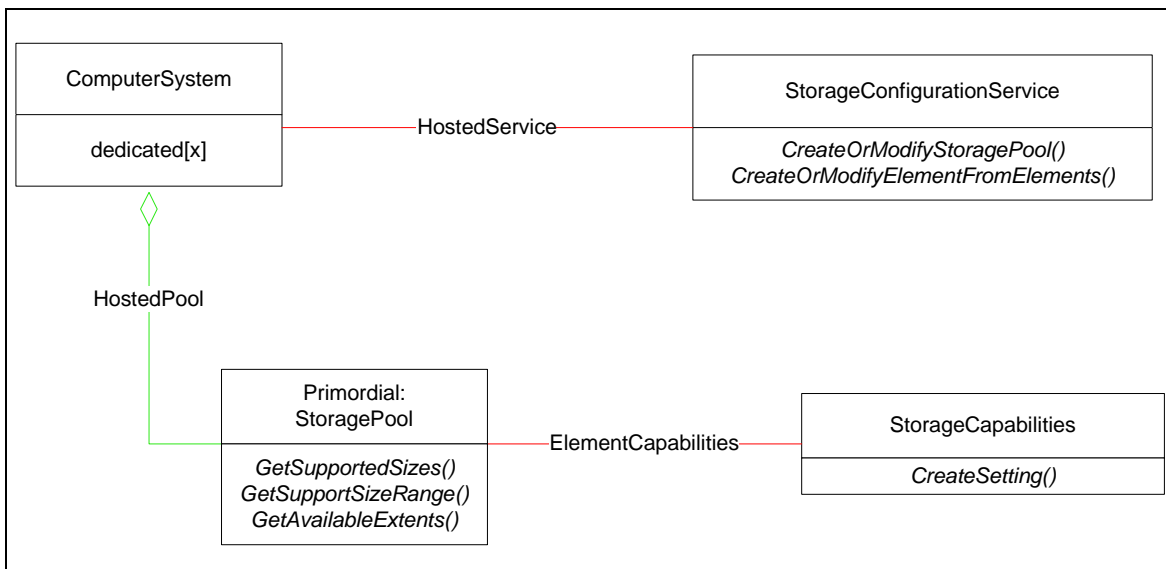 ComputerSystem
dedicated[x]
HostedService
StorageConfigurationService
CreateOrModifyStoragePool()
CreateOrModifyElementFromElements()
HostedPool
Primordial:
StoragePool
GetSupportedSizes()
GetSupportSizeRange()
GetAvailableExtents()
ElementCapabilities
StorageCapabilities
CreateSetting()